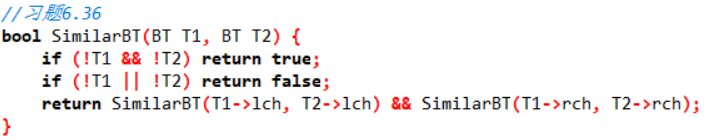 //习题6.36
bool SimilarBT(BT T1, BT T2) {
    if (!T1 && !T2) return true;
    if (!T1 || !T2) return false;
    return SimilarBT(T1->lch, T2->lch) && SimilarBT(T1->rch, T2->rch);
}